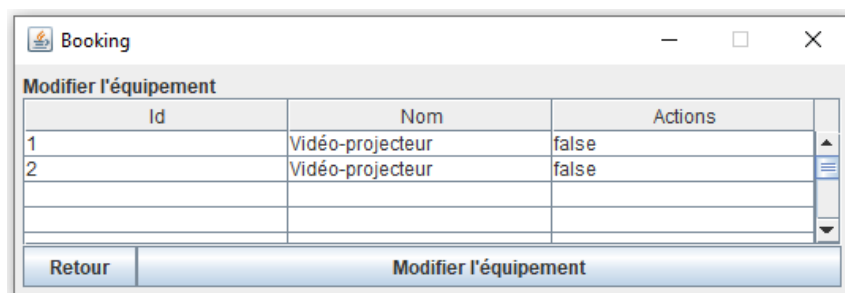 Booking
Modifier l'équipement
Id Nom Actions
1 Vidéo-projecteur false
2 Vidéo-projecteur false
Retour Modifier l'équipement